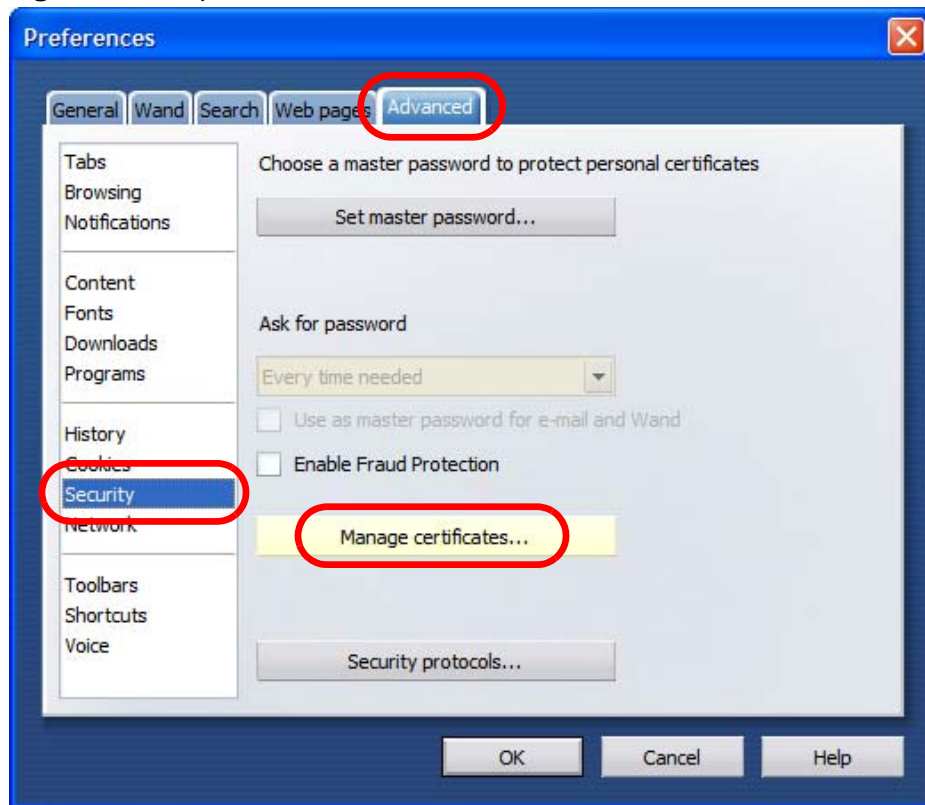 Preferences
General Wand Search Web pages Advanced
Tabs
Browsing
Notifications
Content
Fonts
Downloads
Programs
History
Cookies
Security
Network
Toolbars
Shortcuts
Voice
Choose a master password to protect personal certificates
Set master password...
Ask for password
Every time needed
Use as master password for e-mail and Wand
Enable Fraud Protection
Manage certificates...
Security protocols...
OK Cancel Help